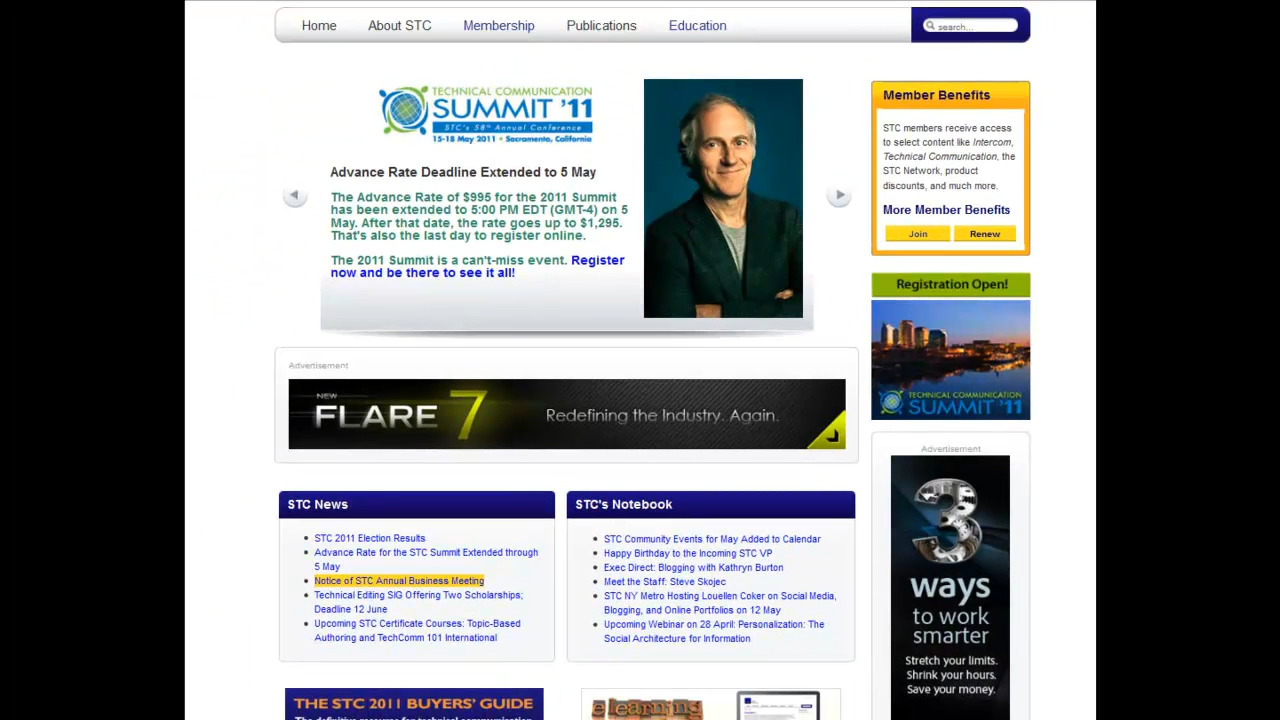 Home About STC Membership Publications Education
search...
TECHNICAL COMMUNICATION
SUMMIT '11
STC's 58th Annual Conference
15-18 May 2011 • Sacramento, California
Advance Rate Deadline Extended to 5 May
The Advance Rate of $995 for the 2011 Summit
has been extended to 5:00 PM EDT (GMT-4) on 5
May. After that date, the rate goes up to $1,295.
That's also the last day to register online.
The 2011 Summit is a can't-miss event. Register
now and be there to see it all!
Member Benefits
STC members receive access
to select content like Intercom,
Technical Communication, the
STC Network, product
discounts, and much more.
More Member Benefits
Join Renew
Registration Open!
TECHNICAL COMMUNICATION
SUMMIT '11
Advertisement
NEW
FLARE 7 Redefining the Industry. Again.
STC News
• STC 2011 Election Results
• Advance Rate for the STC Summit Extended through
5 May
• Notice of STC Annual Business Meeting
• Technical Editing SIG Offering Two Scholarships;
Deadline 12 June
• Upcoming STC Certificate Courses: Topic-Based
Authoring and TechComm 101 International
STC's Notebook
• STC Community Events for May Added to Calendar
• Happy Birthday to the Incoming STC VP
• Exec Direct: Blogging with Kathryn Burton
• Meet the Staff: Steve Skojec
• STC NY Metro Hosting Louellen Coker on Social Media,
Blogging, and Online Portfolios on 12 May
• Upcoming Webinar on 28 April: Personalization: The
Social Architecture for Information
Advertisement
3
ways
to work
smarter
Stretch your limits.
Shrink your hours.
Save your money.
THE STC 2011 BUYERS' GUIDE
The definitive resource for technical communication
elearning